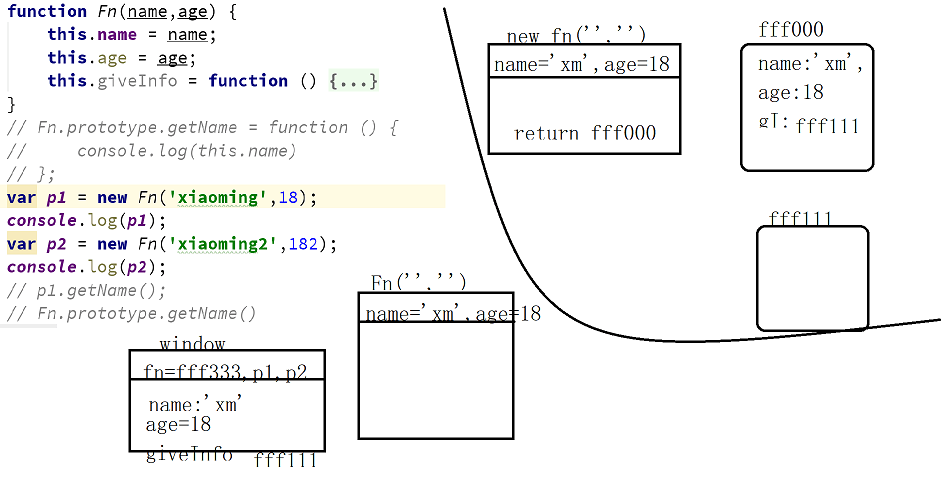 function Fn(name,age) {
this.name = name;
this.age = age;
this.giveInfo = function () {...}
}
// Fn.prototype.getName = function () {
//     console.log(this.name)
// };
var p1 = new Fn('xiaoming',18);
console.log(p1);
var p2 = new Fn('xiaoming2',182);
console.log(p2);
// p1.getName();
// Fn.prototype.getName()
new fn('','')
name='xm',age=18
return fff000
fff000
name:'xm',
age:18
gI: fff111
fff111
Fn('','')
name='xm',age=18
window
fn=fff333,p1,p2
name:'xm'
age=18
giveInfo fff111